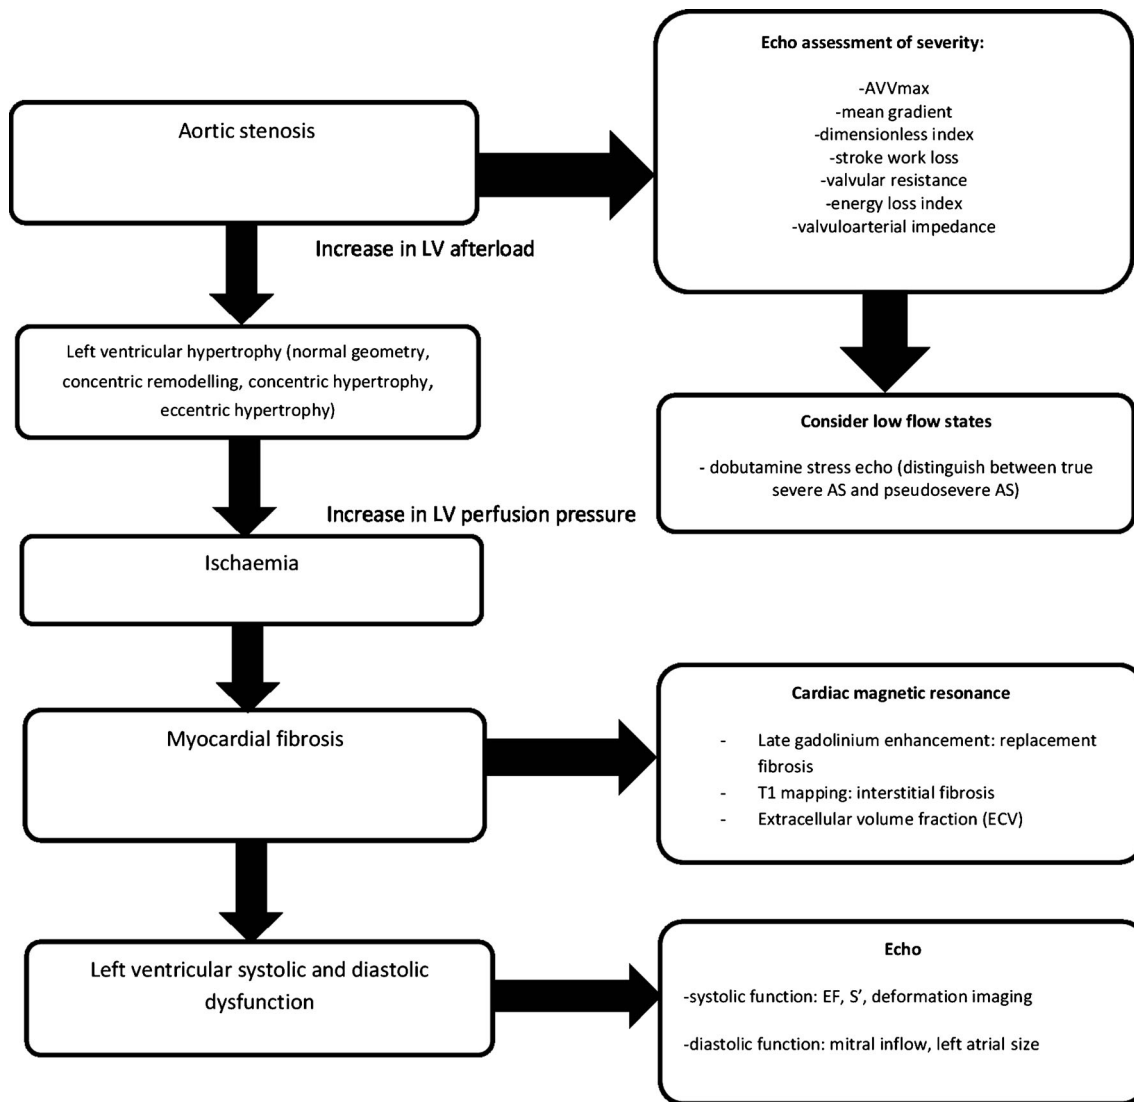 Aortic stenosis
Echo assessment of severity:
-AVVmax
-mean gradient
-dimensionless index
-stroke work loss
-valvular resistance
-energy loss index
-valvuloarterial impedance
Increase in LV afterload
Left ventricular hypertrophy (normal geometry,
concentric remodelling, concentric hypertrophy,
eccentric hypertrophy)
Consider low flow states
- dobutamine stress echo (distinguish between true
severe AS and pseudosevere AS)
Increase in LV perfusion pressure
Ischaemia
Myocardial fibrosis
Cardiac magnetic resonance
- Late gadolinium enhancement: replacement
fibrosis
- T1 mapping: interstitial fibrosis
- Extracellular volume fraction (ECV)
Left ventricular systolic and diastolic
dysfunction
Echo
-systolic function: EF, S’, deformation imaging
-diastolic function: mitral inflow, left atrial size